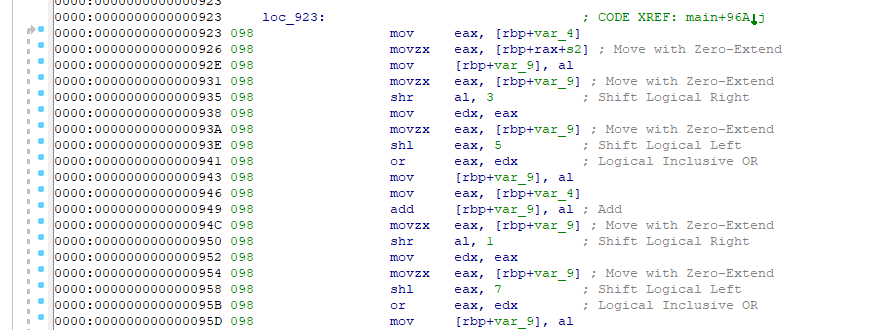 0000:0000000000000923
0000:0000000000000923 loc_923: ; CODE XREF: main+96A↓j
0000:0000000000000923 098 mov eax, [rbp+var_4]
0000:0000000000000926 098 movzx eax, [rbp+rax+s2] ; Move with Zero-Extend
0000:000000000000092E 098 mov [rbp+var_9], al
0000:0000000000000931 098 movzx eax, [rbp+var_9] ; Move with Zero-Extend
0000:0000000000000935 098 shr al, 3 ; Shift Logical Right
0000:0000000000000938 098 mov edx, eax
0000:000000000000093A 098 movzx eax, [rbp+var_9] ; Move with Zero-Extend
0000:000000000000093E 098 shl eax, 5 ; Shift Logical Left
0000:0000000000000941 098 or eax, edx ; Logical Inclusive OR
0000:0000000000000943 098 mov [rbp+var_9], al
0000:0000000000000946 098 mov eax, [rbp+var_4]
0000:0000000000000949 098 add [rbp+var_9], al ; Add
0000:000000000000094C 098 movzx eax, [rbp+var_9] ; Move with Zero-Extend
0000:0000000000000950 098 shr al, 1 ; Shift Logical Right
0000:0000000000000952 098 mov edx, eax
0000:0000000000000954 098 movzx eax, [rbp+var_9] ; Move with Zero-Extend
0000:0000000000000958 098 shl eax, 7 ; Shift Logical Left
0000:000000000000095B 098 or eax, edx ; Logical Inclusive OR
0000:000000000000095D 098 mov [rbp+var_9], al